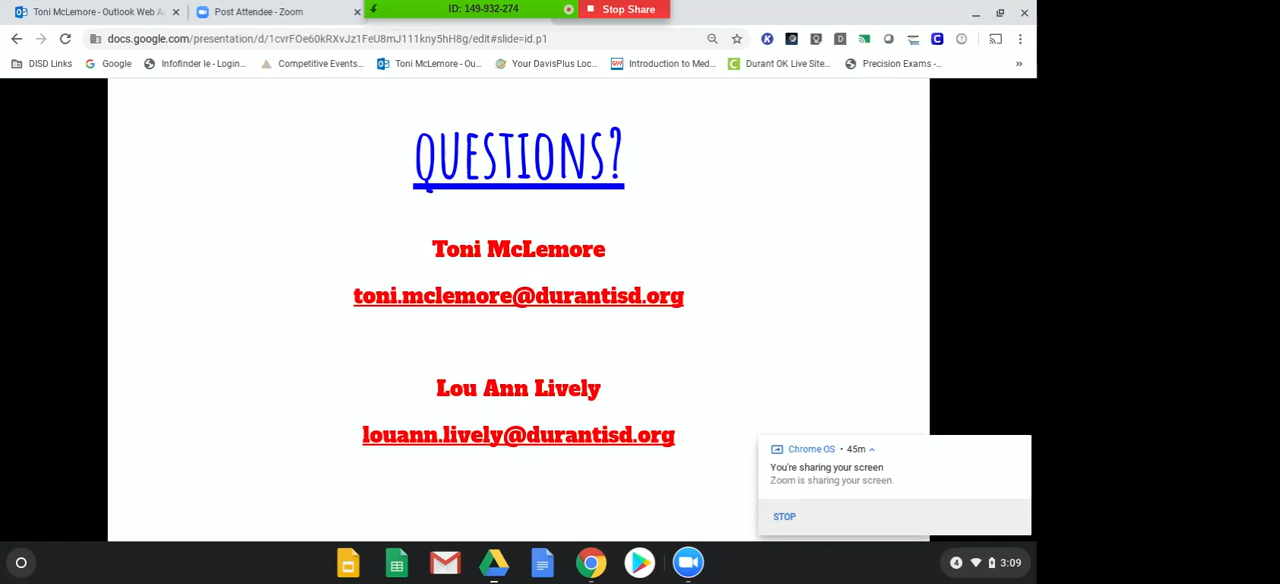 Toni McLemore - Outlook Web A
Post Attendee - Zoom
ID: 149-932-274
Stop Share
docs.google.com/presentation/d/1cvrFOe60kRXvJz1FeU8mJ111kny5hH8g/edit#slide=id.p1
DISD Links
Google
Infofinder le - Login...
Competitive Events...
Toni McLemore - Ou...
Your DavisPlus Loc...
Introduction to Med...
Durant OK Live Site...
Precision Exams -...
»
QUESTIONS?
Toni McLemore
toni.mclemore@durantisd.org
Lou Ann Lively
louann.lively@durantisd.org
Chrome OS • 45m
You're sharing your screen
Zoom is sharing your screen.
STOP
4
3:09